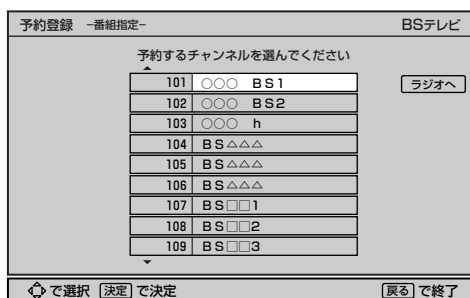 予約登録 −番組指定− BSテレビ
予約するチャンネルを選んでください
101 ○○○ BS1
ラジオへ
102 ○○○ BS2
103 ○○○ h
104 BS△△△
105 BS△△△
106 BS△△△
107 BS□□1
108 BS□□2
109 BS□□3
で選択 決定 で決定 戻る で終了